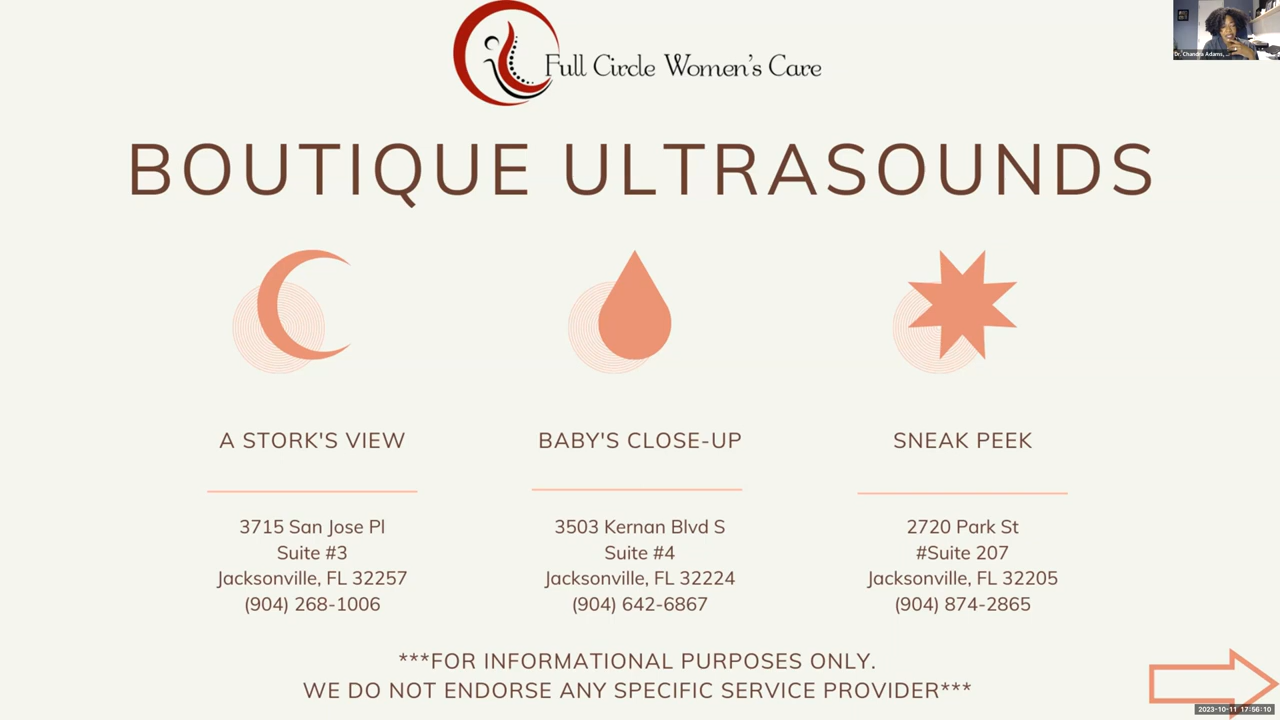 Full Circle Women's Care
Dr. Chandra Adams, ...
BOUTIQUE ULTRASOUNDS
A STORK'S VIEW
3715 San Jose Pl
Suite #3
Jacksonville, FL 32257
(904) 268-1006
BABY'S CLOSE-UP
3503 Kernan Blvd S
Suite #4
Jacksonville, FL 32224
(904) 642-6867
SNEAK PEEK
2720 Park St
#Suite 207
Jacksonville, FL 32205
(904) 874-2865
***FOR INFORMATIONAL PURPOSES ONLY.
WE DO NOT ENDORSE ANY SPECIFIC SERVICE PROVIDER***
2023-10-11 17:56:10